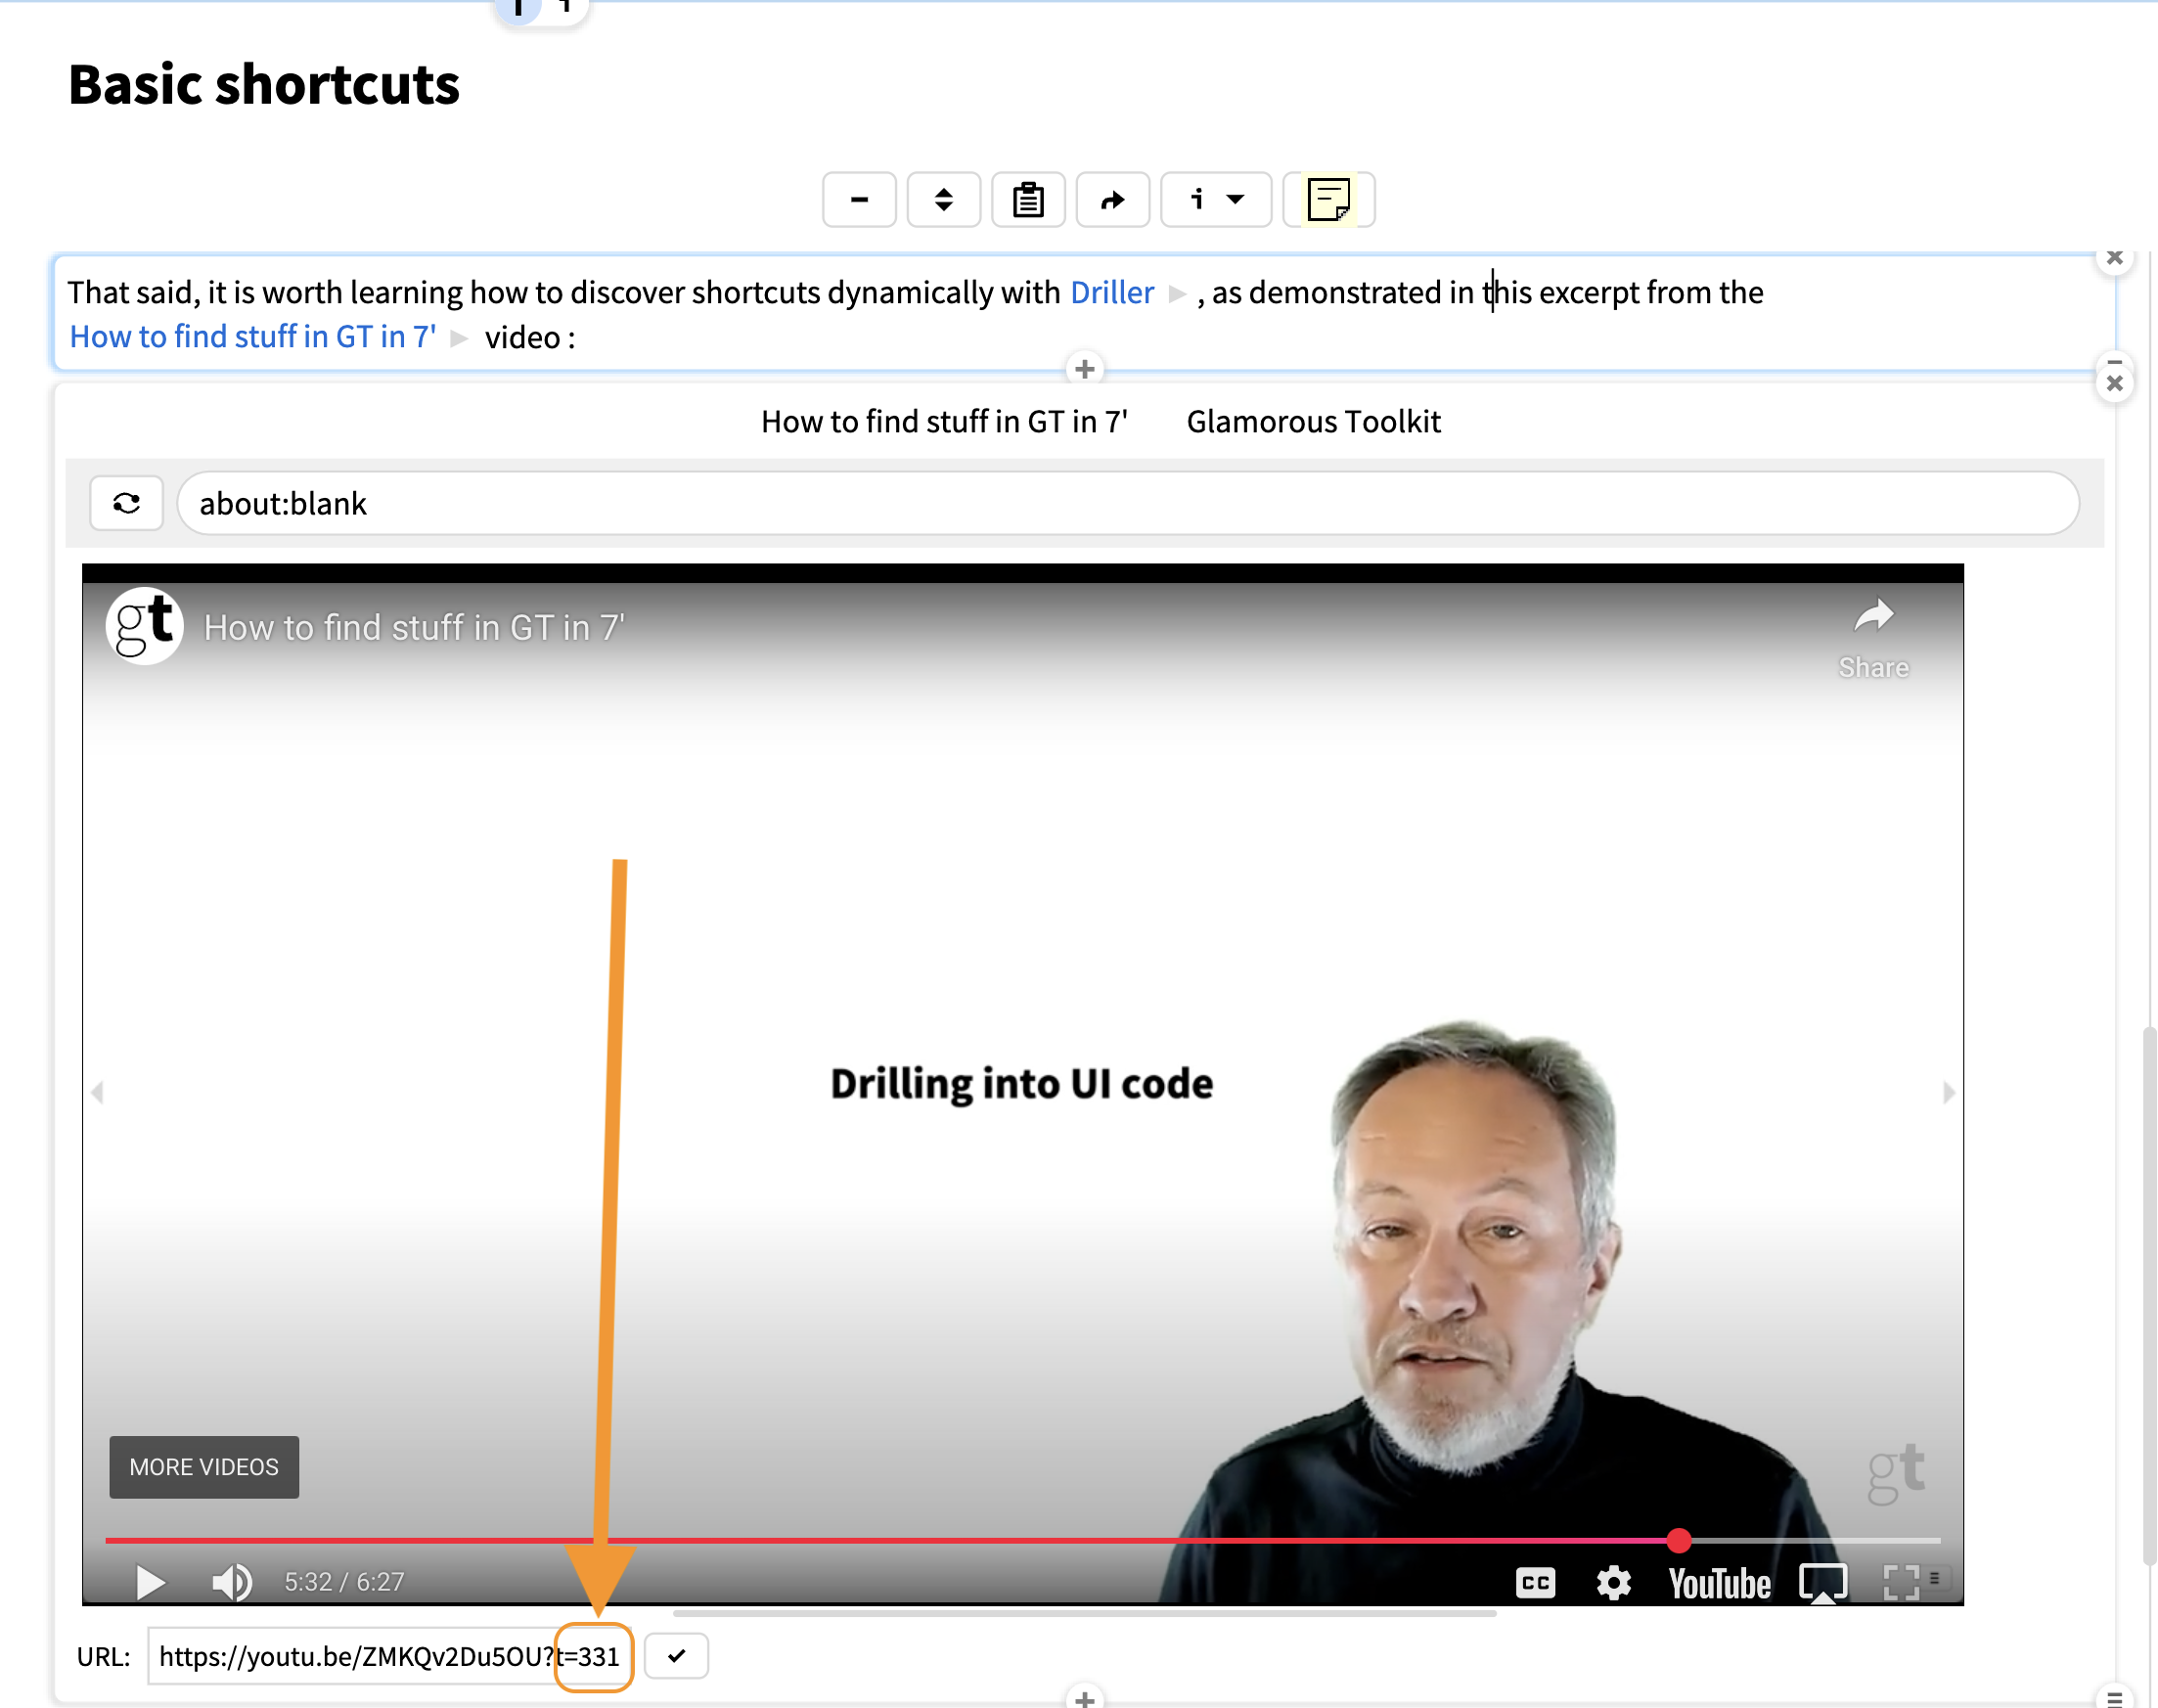 Basic shortcuts
i
That said, it is worth learning how to discover shortcuts dynamically with Driller ▶ , as demonstrated in this excerpt from the
How to find stuff in GT in 7' ▶ video :
How to find stuff in GT in 7' Glamorous Toolkit
about:blank
gt How to find stuff in GT in 7'
Share
Drilling into UI code
MORE VIDEOS
gt
5:32 / 6:27 CC YouTube
URL: https://youtu.be/ZMKQv2Du5OU?t=331